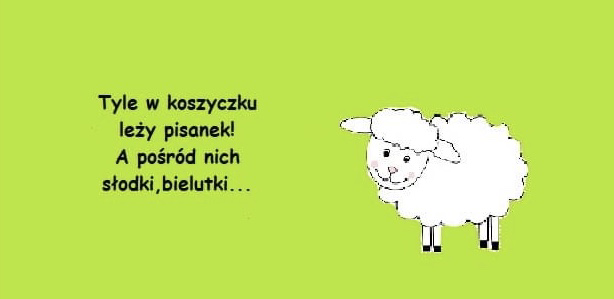 Tyle w koszyczku
leży pisanek!
A pośród nich
słodki,bielutki...